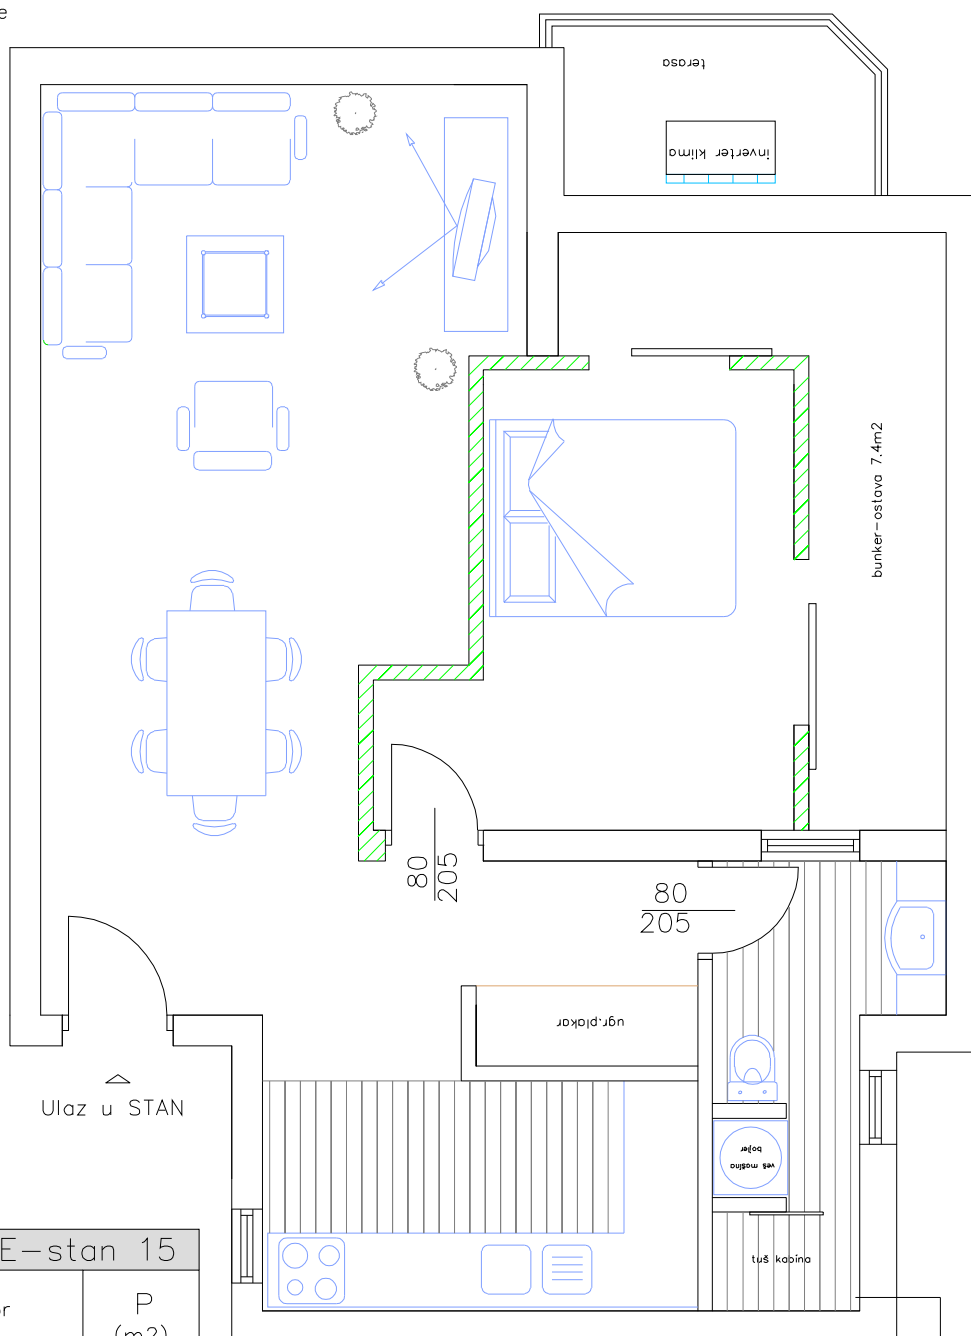 e
terasa
inverter klima
bunker-ostava 7.4m2
80
205
80
205
ugr.plakar
Ulaz u STAN
bojler
veš mašina
E-stan 15
tuš kabina
or
P
(m2)